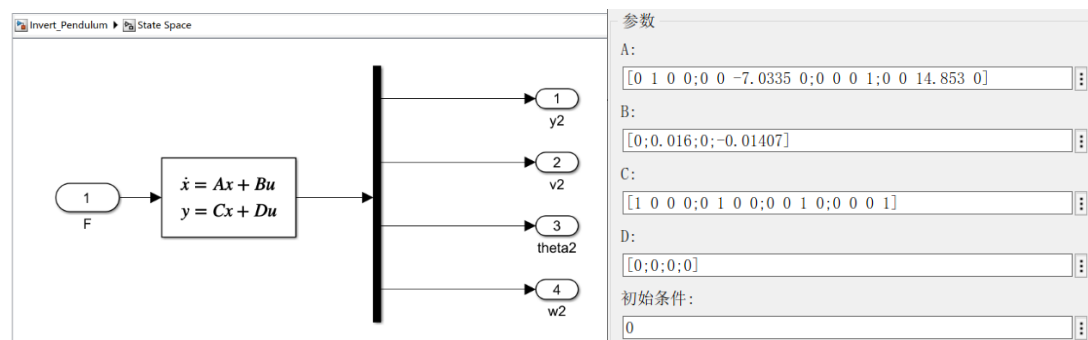 Invert_Pendulum ▶ State Space
1
F
ẋ = Ax + Bu
y = Cx + Du
1
y2
2
v2
3
theta2
4
w2
参数
A:
[0 1 0 0;0 0 -7.0335 0;0 0 0 1;0 0 14.853 0]
B:
[0;0.016;0;-0.01407]
C:
[1 0 0 0;0 1 0 0;0 0 1 0;0 0 0 1]
D:
[0;0;0;0]
初始条件:
0